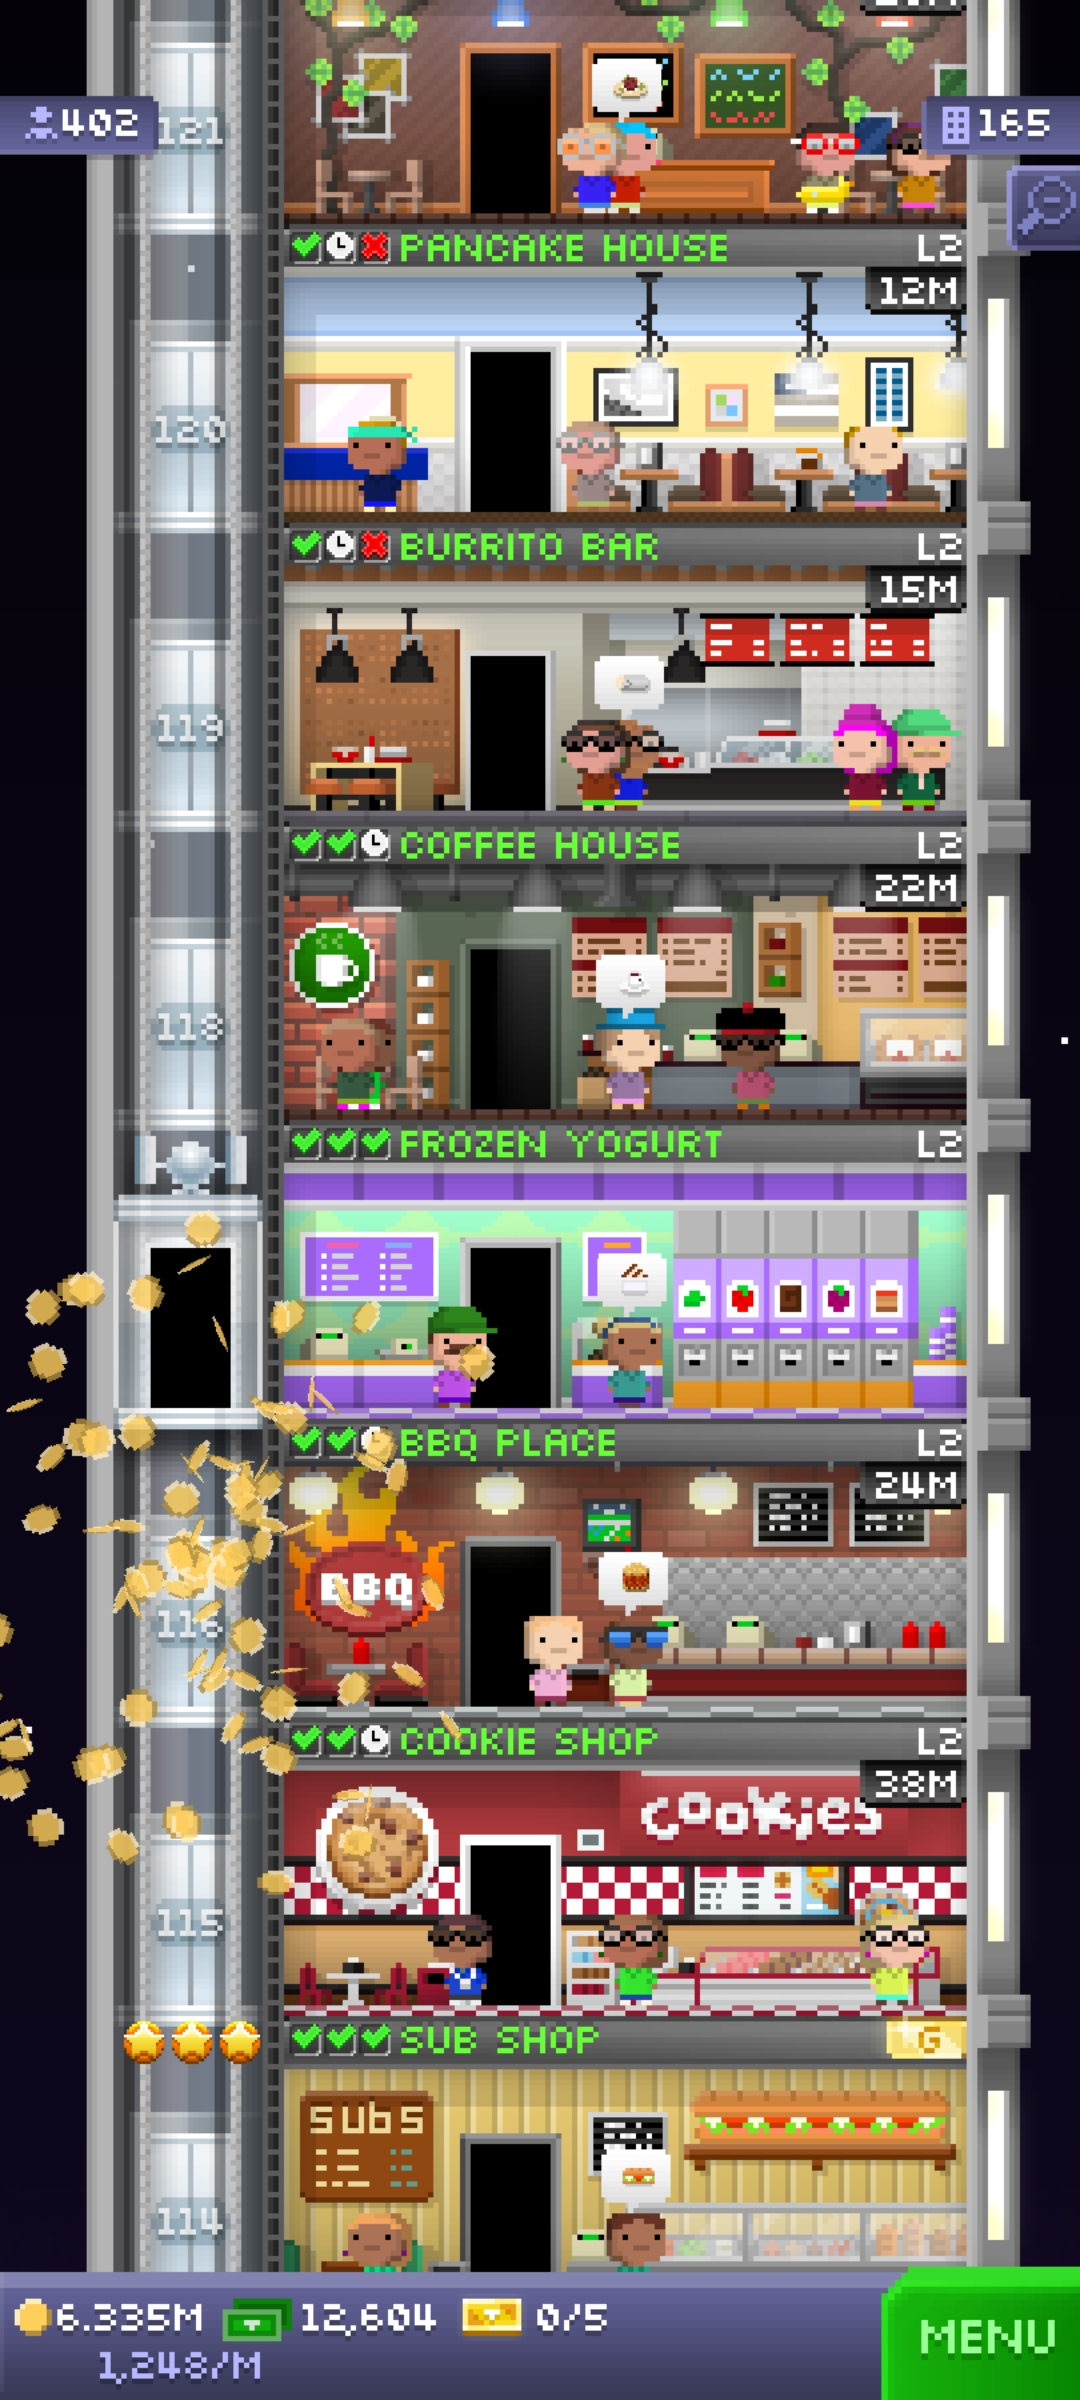 402
121
165
PANCAKE HOUSE L2
12M
120
BURRITO BAR L2
15M
119
COFFEE HOUSE L2
22M
118
FROZEN YOGURT L2
BBQ PLACE L2
24M
BBQ
116
COOKIE SHOP L2
38M
cookies
115
SUB SHOP G
SUBS
114
6.335M 12,604 0/5
1,248/M
MENU